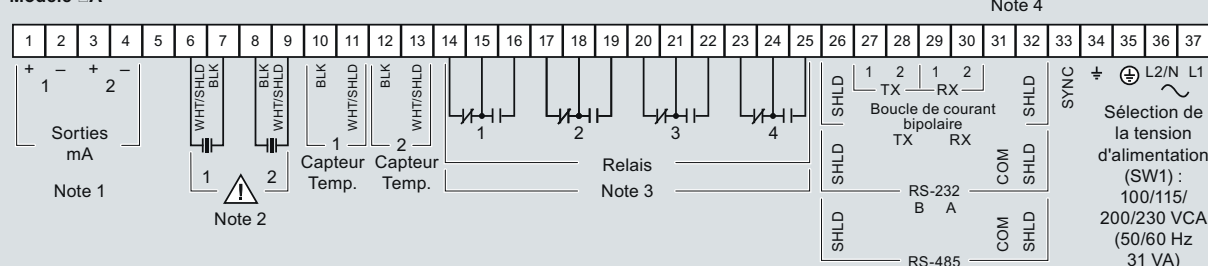 Note 4
1 2 3 4 5 6 7 8 9 10 11 12 13 14 15 16 17 18 19 20 21 22 23 24 25 26 27 28 29 30 31 32 33 34 35 36 37
+ – + –
1 2
Sorties
mA
Note 1
WHT/SHLD
BLK
BLK
WHT/SHLD
1 2
Note 2
BLK
WHT/SHLD
1
Capteur
Temp.
BLK
WHT/SHLD
2
Capteur
Temp.
1 2 3 4
Relais
Note 3
SHLD
1 2 1 2
TX RX
Boucle de courant
bipolaire
SHLD
TX RX
SHLD
COM
SHLD
RS-232
B A
SHLD
COM
SHLD
RS-485
SYNC
L2/N L1
Sélection de
la tension
d'alimentation
(SW1) :
100/115/
200/230 VCA
(50/60 Hz
31 VA)